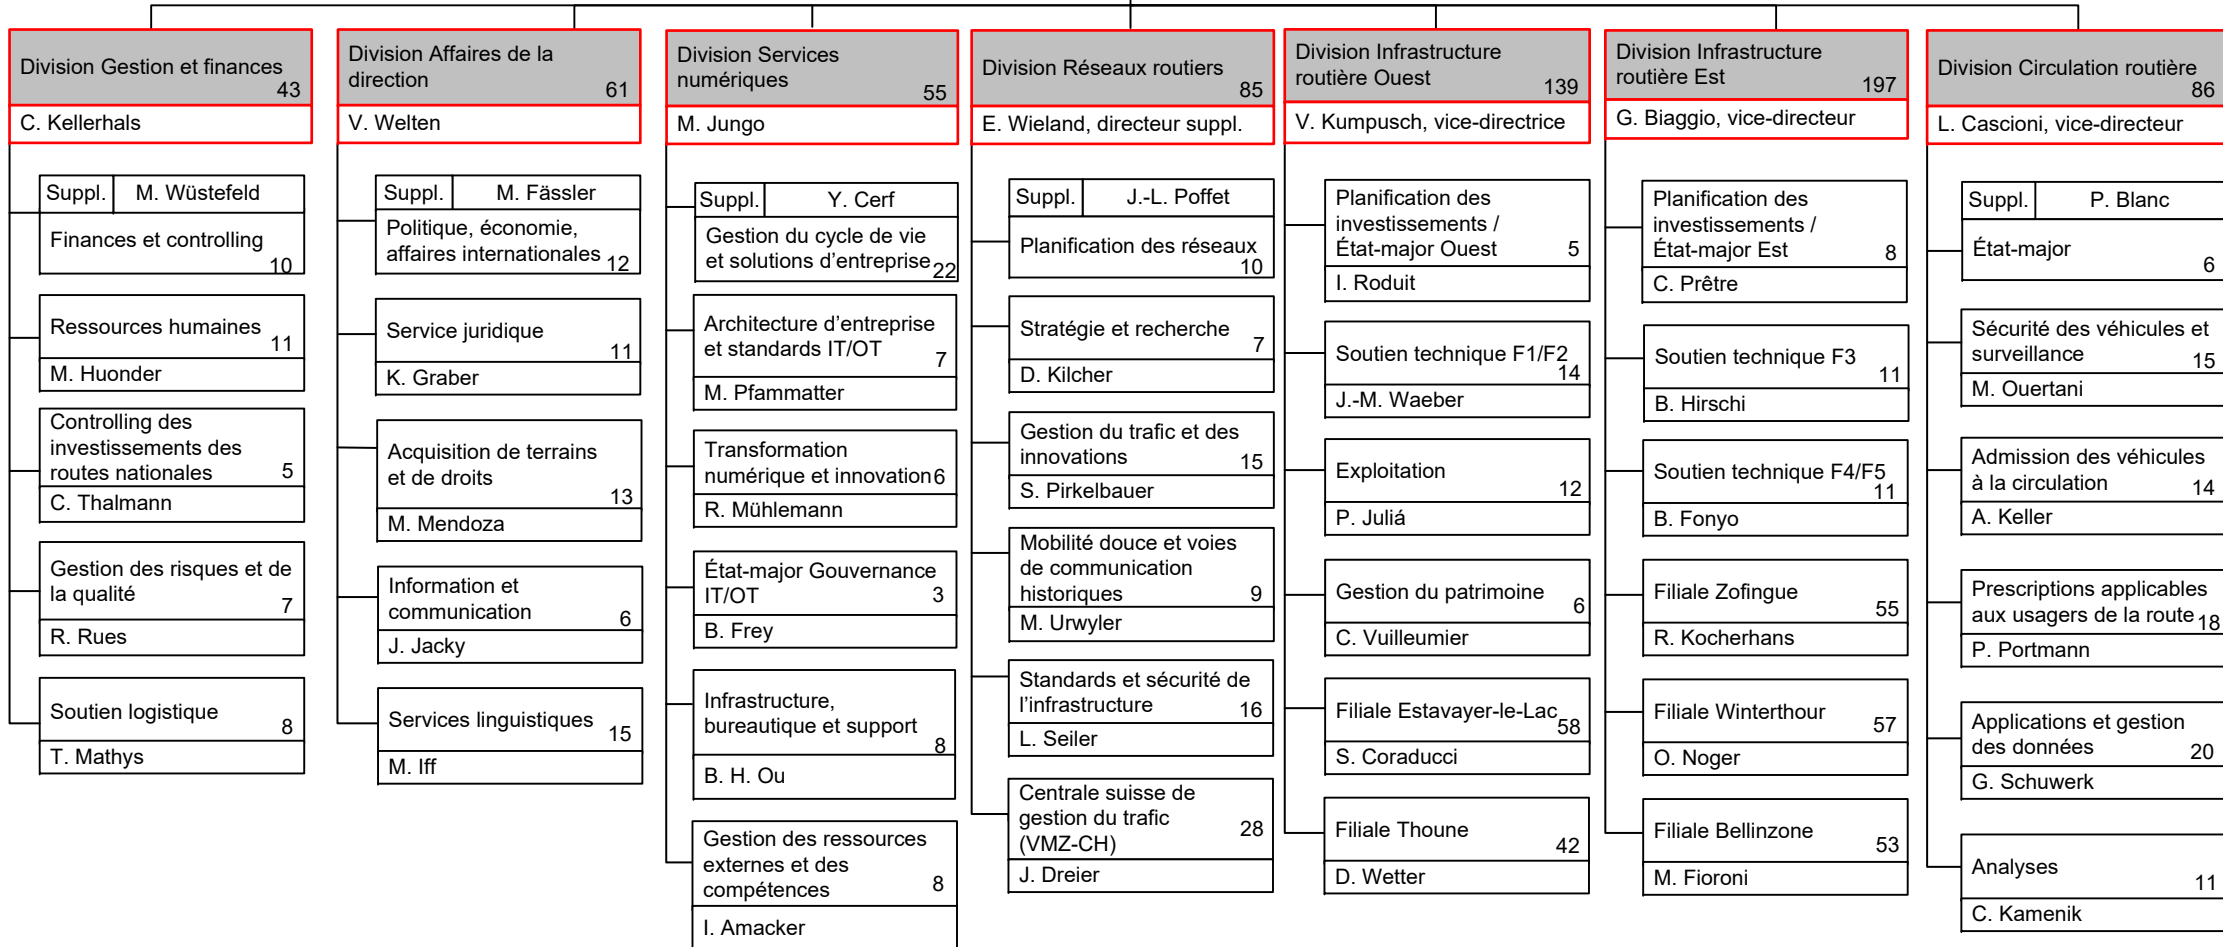 Division Gestion et finances
43
C. Kellerhals
Suppl.
M. Wüstefeld
Finances et controlling
10
Ressources humaines
11
M. Huonder
Controlling des
investissements des
routes nationales
5
C. Thalmann
Gestion des risques et de
la qualité
7
R. Rues
Soutien logistique
8
T. Mathys
Division Affaires de la
direction
61
V. Welten
Suppl.
M. Fässler
Politique, économie,
affaires internationales
12
Service juridique
11
K. Graber
Acquisition de terrains
et de droits
13
M. Mendoza
Information et
communication
6
J. Jacky
Services linguistiques
15
M. Iff
Division Services
numériques
55
M. Jungo
Suppl.
Y. Cerf
Gestion du cycle de vie
et solutions d’entreprise
22
Architecture d’entreprise
et standards IT/OT
7
M. Pfammatter
Transformation
numérique et innovation
6
R. Mühlemann
État-major Gouvernance
IT/OT
3
B. Frey
Infrastructure,
bureautique et support
8
B. H. Ou
Gestion des ressources
externes et des
compétences
8
I. Amacker
Division Réseaux routiers
85
E. Wieland, directeur suppl.
Suppl.
J.-L. Poffet
Planification des réseaux
10
Stratégie et recherche
7
D. Kilcher
Gestion du trafic et des
innovations
15
S. Pirkelbauer
Mobilité douce et voies
de communication
historiques
9
M. Urwyler
Standards et sécurité de
l’infrastructure
16
L. Seiler
Centrale suisse de
gestion du trafic
(VMZ-CH)
28
J. Dreier
Division Infrastructure
routière Ouest
139
V. Kumpusch, vice-directrice
Planification des
investissements /
État-major Ouest
5
I. Roduit
Soutien technique F1/F2
14
J.-M. Waeber
Exploitation
12
P. Juliá
Gestion du patrimoine
6
C. Vuilleumier
Filiale Estavayer-le-Lac
58
S. Coraducci
Filiale Thoune
42
D. Wetter
Division Infrastructure
routière Est
197
G. Biaggio, vice-directeur
Planification des
investissements /
État-major Est
8
C. Prêtre
Soutien technique F3
11
B. Hirschi
Soutien technique F4/F5
11
B. Fonyo
Filiale Zofingue
55
R. Kocherhans
Filiale Winterthour
57
O. Noger
Filiale Bellinzone
53
M. Fioroni
Division Circulation routière
86
L. Cascioni, vice-directeur
Suppl.
P. Blanc
État-major
6
Sécurité des véhicules et
surveillance
15
M. Ouertani
Admission des véhicules
à la circulation
14
A. Keller
Prescriptions applicables
aux usagers de la route
18
P. Portmann
Applications et gestion
des données
20
G. Schuwerk
Analyses
11
C. Kamenik